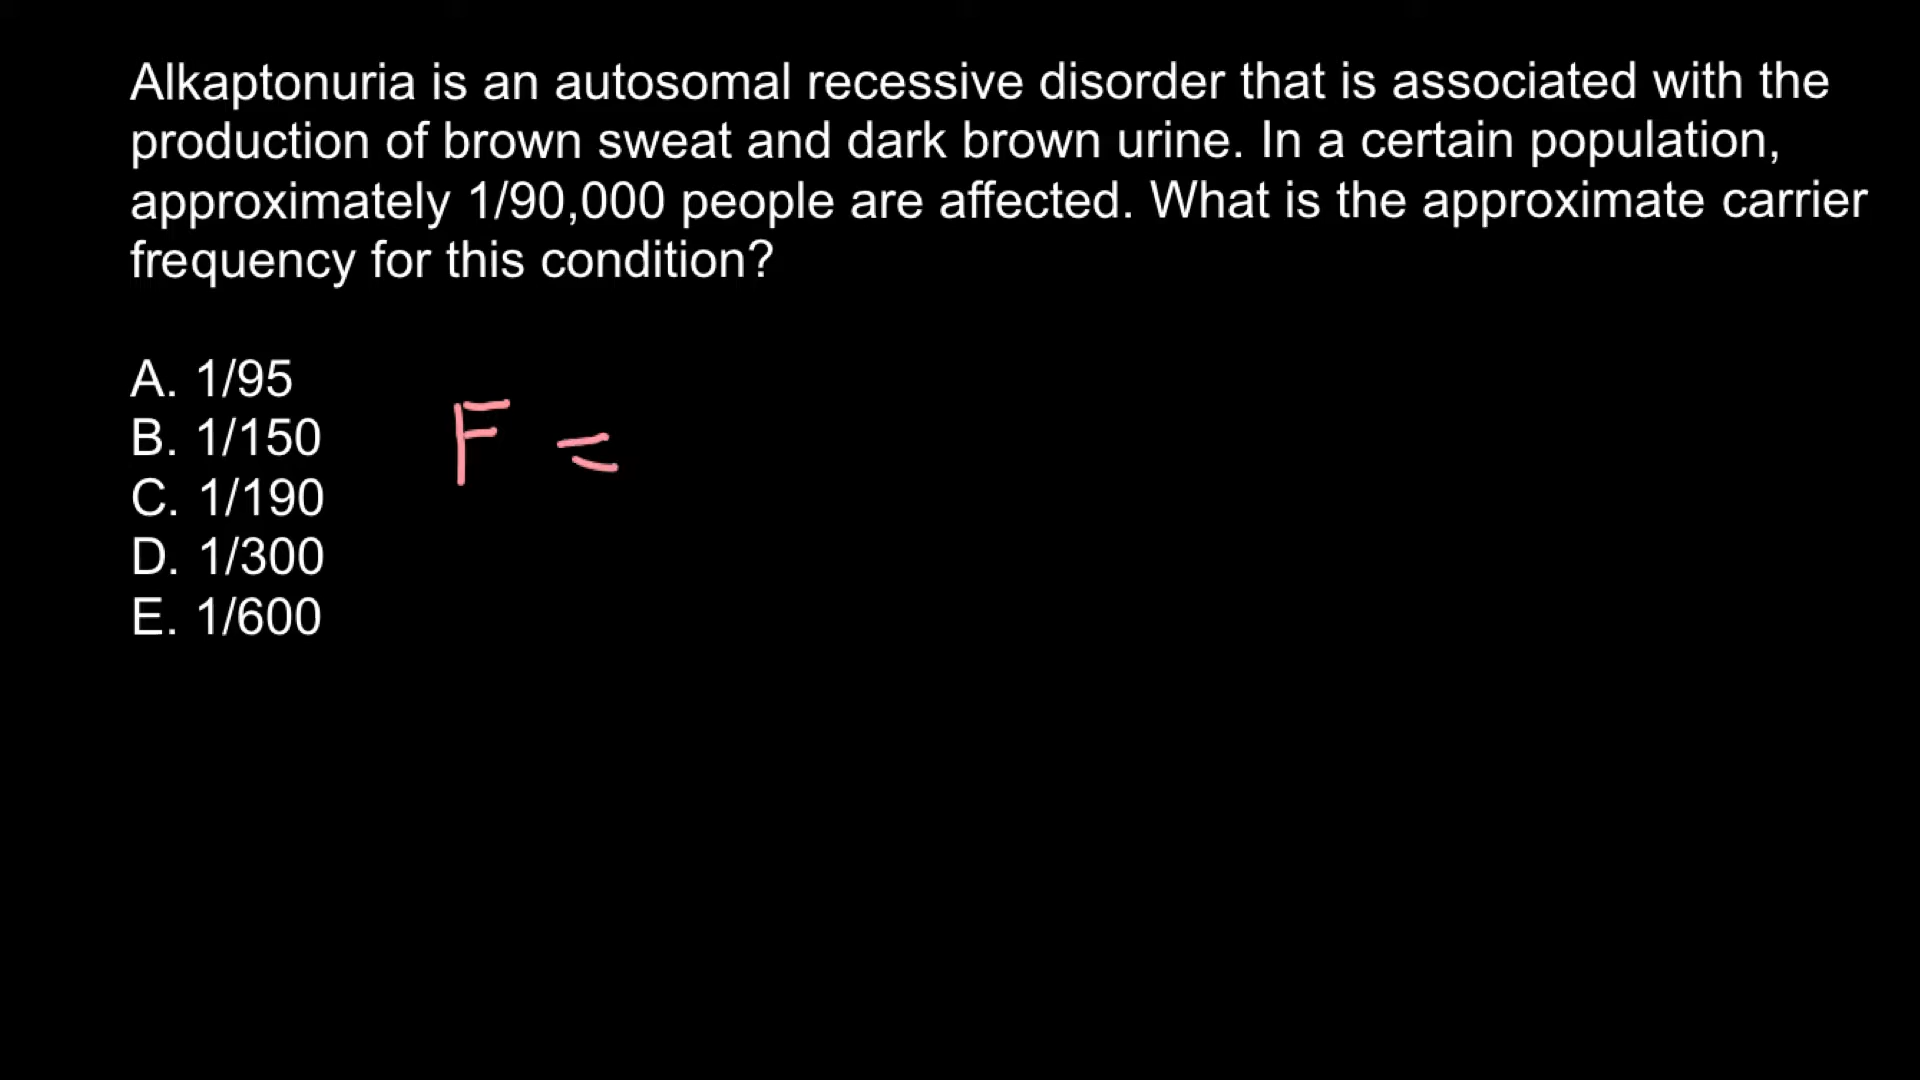 Alkaptonuria is an autosomal recessive disorder that is associated with the
production of brown sweat and dark brown urine. In a certain population,
approximately 1/90,000 people are affected. What is the approximate carrier
frequency for this condition?
A. 1/95
B. 1/150
C. 1/190
D. 1/300
E. 1/600
F =